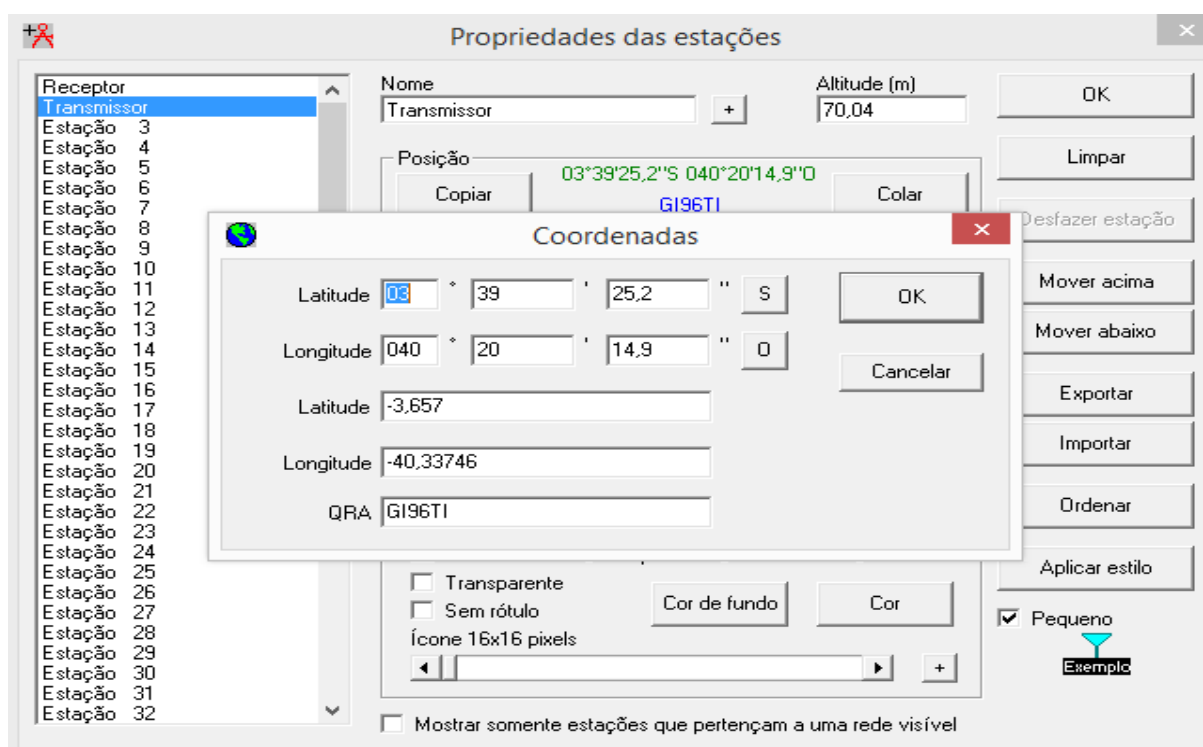 Propriedades das estações
Receptor
Transmissor
Estação 3
Estação 4
Estação 5
Estação 6
Estação 7
Estação 8
Estação 9
Estação 10
Estação 11
Estação 12
Estação 13
Estação 14
Estação 15
Estação 16
Estação 17
Estação 18
Estação 19
Estação 20
Estação 21
Estação 22
Estação 23
Estação 24
Estação 25
Estação 26
Estação 27
Estação 28
Estação 29
Estação 30
Estação 31
Estação 32
Nome
Transmissor
+
Altitude (m)
70,04
Posição
Copiar
03°39'25,2''S 040°20'14,9''O
GI96TI
Colar
Coordenadas
Latitude 03 ° 39 ' 25,2 '' S
Longitude 040 ° 20 ' 14,9 '' O
Latitude -3,657
Longitude -40,33746
QRA GI96TI
OK
Cancelar
Transparente
Sem rótulo
Cor de fundo
Cor
Ícone 16x16 pixels
+
Mostrar somente estações que pertençam a uma rede visível
OK
Limpar
Desfazer estação
Mover acima
Mover abaixo
Exportar
Importar
Ordenar
Aplicar estilo
Pequeno
Exemplo